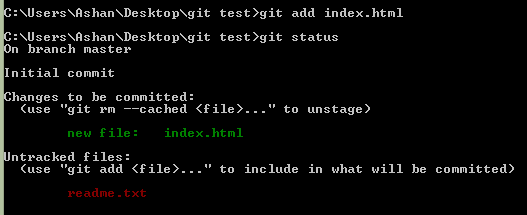 C:\Users\Ashan\Desktop\git test>git add index.html
C:\Users\Ashan\Desktop\git test>git status
On branch master
Initial commit
Changes to be committed:
  (use "git rm --cached <file>..." to unstage)
        new file:   index.html
Untracked files:
  (use "git add <file>..." to include in what will be committed)
        readme.txt